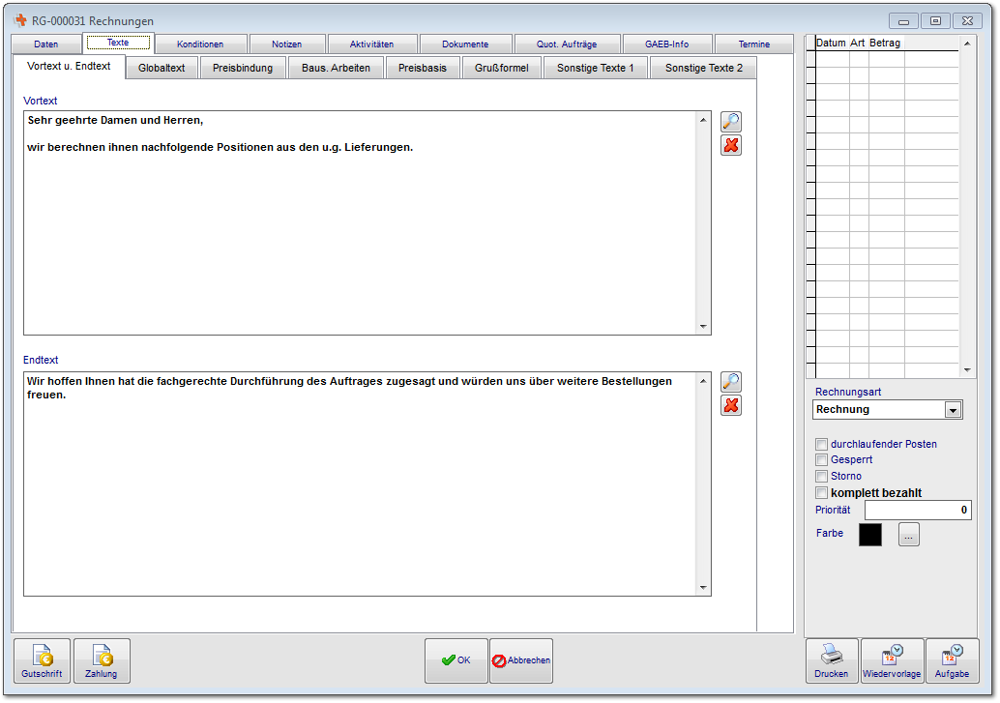 RG-000031 Rechnungen
Daten Texte Konditionen Notizen Aktivitäten Dokumente Quot. Aufträge GAEB-Info Termine
Vortext u. Endtext Globaltext Preisbindung Baus. Arbeiten Preisbasis Grußformel Sonstige Texte 1 Sonstige Texte 2
Vortext
Sehr geehrte Damen und Herren,
wir berechnen ihnen nachfolgende Positionen aus den u.g. Lieferungen.
Endtext
Wir hoffen Ihnen hat die fachgerechte Durchführung des Auftrages zugesagt und würden uns über weitere Bestellungen
freuen.
Datum Art Betrag
Rechnungsart
Rechnung
durchlaufender Posten
Gesperrt
Storno
komplett bezahlt
Priorität 0
Farbe ...
Gutschrift Zahlung OK Abbrechen Drucken Wiedervorlage Aufgabe